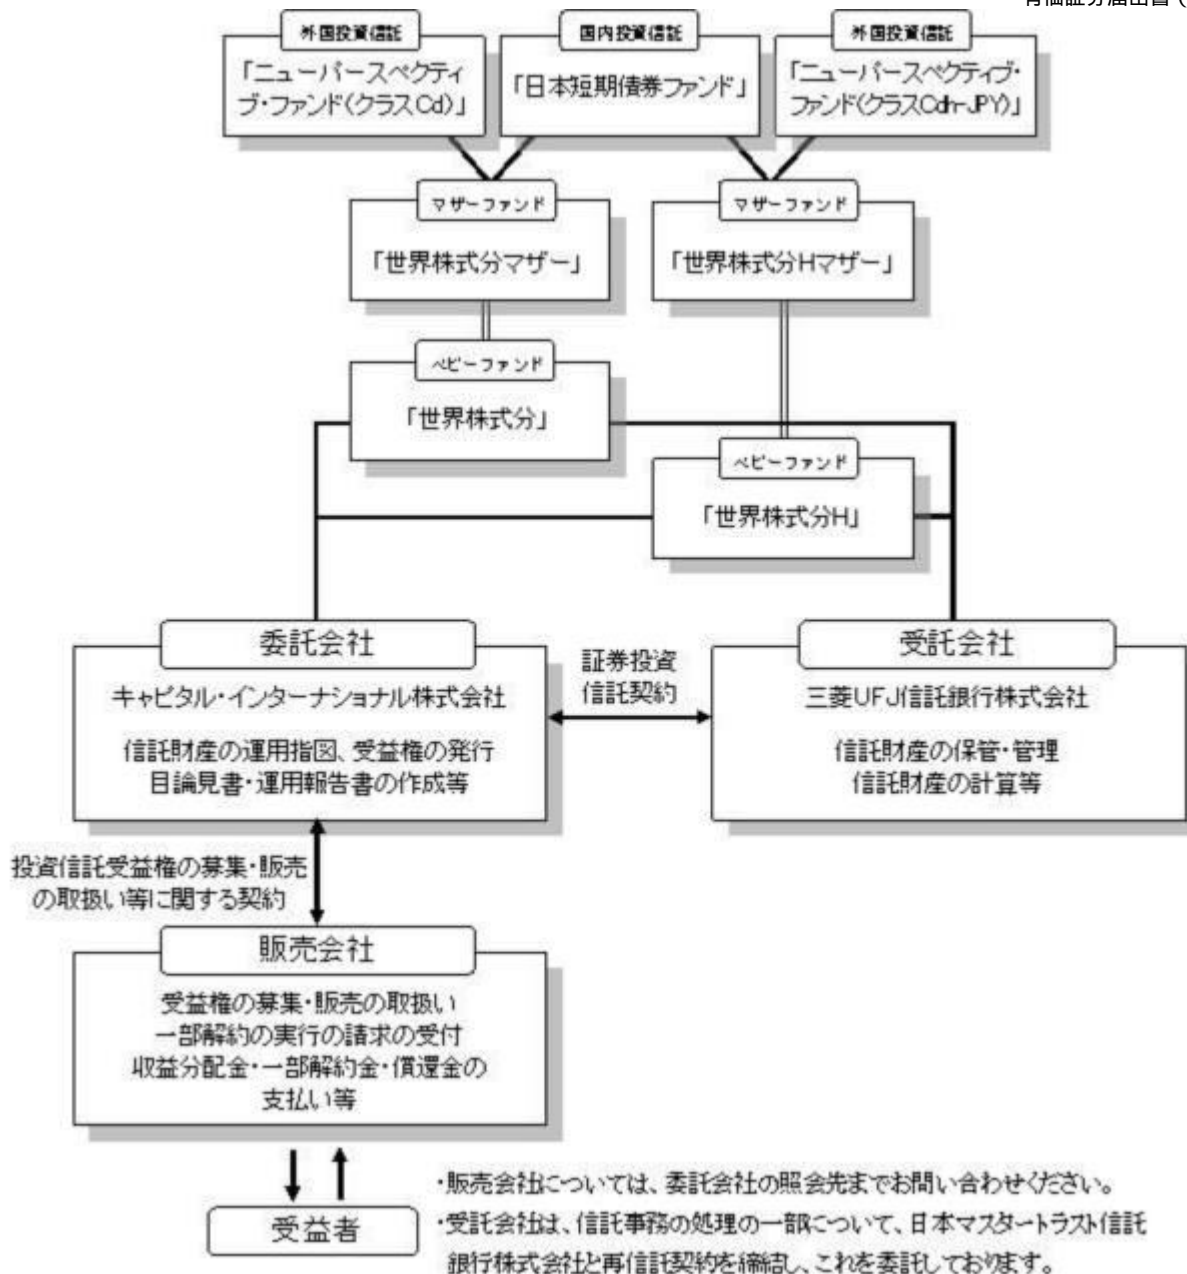 外国投資信託
「ニューパースペクティ
ブ・ファンド(クラスCd)」
国内投資信託
「日本短期債券ファンド」
外国投資信託
「ニューパースペクティブ・
ファンド(クラスCdh-JPY)」
マザーファンド
「世界株式分マザー」
マザーファンド
「世界株式分Hマザー」
ベビーファンド
「世界株式分」
ベビーファンド
「世界株式分H」
委託会社
キャピタル・インターナショナル株式会社
信託財産の運用指図、受益権の発行
目論見書・運用報告書の作成等
証券投資
信託契約
受託会社
三菱UFJ信託銀行株式会社
信託財産の保管・管理
信託財産の計算等
投資信託受益権の募集・販売
の取扱い等に関する契約
販売会社
受益権の募集・販売の取扱い
一部解約の実行の請求の受付
収益分配金・一部解約金・償還金の
支払い等
受益者
・販売会社については、委託会社の照会先までお問い合わせください。
・受託会社は、信託事務の処理の一部について、日本マスタートラスト信託
銀行株式会社と再信託契約を締結し、これを委託しております。